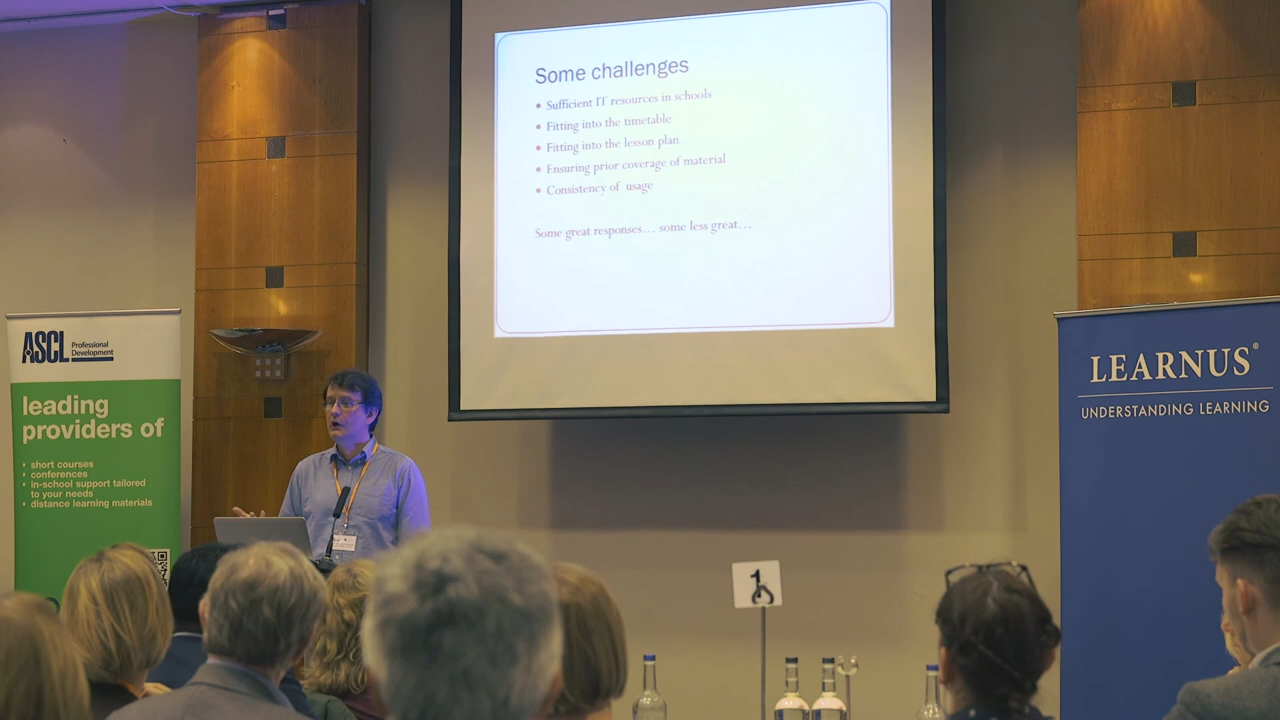 Some challenges
• Sufficient IT resources in schools
• Fitting into the timetable
• Fitting into the lesson plan
• Ensuring prior coverage of material
• Consistency of usage
Some great responses... some less great...
ASCL Professional
Development
leading
providers of
• short courses
• conferences
• in-school support tailored
to your needs
• distance learning materials
LEARNUS®
UNDERSTANDING LEARNING